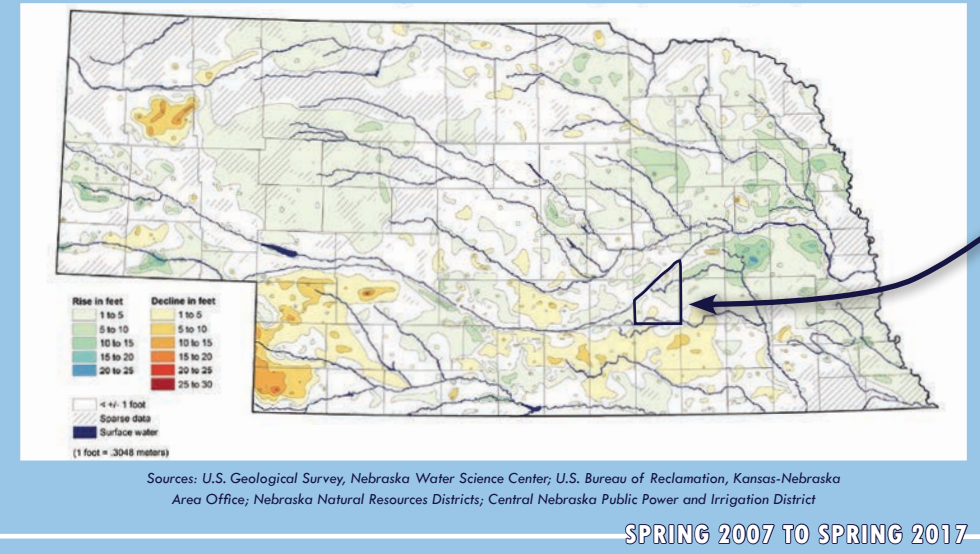 Rise in feet
1 to 5
5 to 10
10 to 15
15 to 20
20 to 25
Decline in feet
1 to 5
5 to 10
10 to 15
15 to 20
20 to 25
25 to 30
< +/- 1 foot
Sparse data
Surface water
(1 foot = .3048 meters)
Sources: U.S. Geological Survey, Nebraska Water Science Center; U.S. Bureau of Reclamation, Kansas-Nebraska
Area Office; Nebraska Natural Resources Districts; Central Nebraska Public Power and Irrigation District
SPRING 2007 TO SPRING 2017